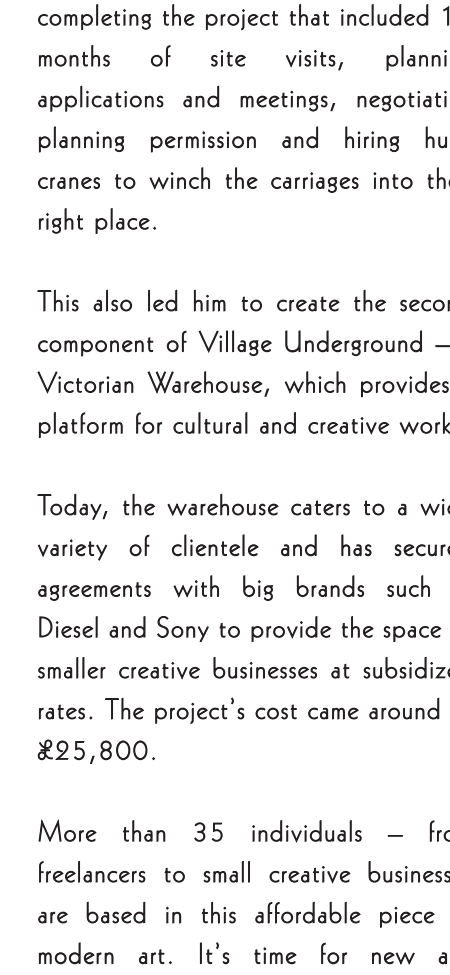 completing the project that included 1
months of site visits, planni
applications and meetings, negotiati
planning permission and hiring hu
cranes to winch the carriages into the
right place.
This also led him to create the secon
component of Village Underground –
Victorian Warehouse, which provides
platform for cultural and creative work
Today, the warehouse caters to a wid
variety of clientele and has secure
agreements with big brands such
Diesel and Sony to provide the space
smaller creative businesses at subsidize
rates. The project's cost came around
£25,800.
More than 35 individuals – fro
freelancers to small creative business
are based in this affordable piece
modern art. It's time for new a